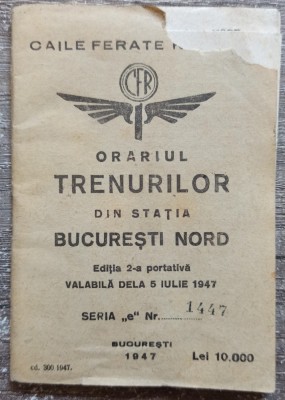 CAILE FERATE
CFR
ORARIUL
TRENURILOR
DIN STAȚIA
BUCUREȘTI NORD
Ediția 2-a portativă
VALABILĂ DELA 5 IULIE 1947
SERIA „e” Nr. 1447
BUCUREȘTI
1947
Lei 10.000
cd. 300 1947.